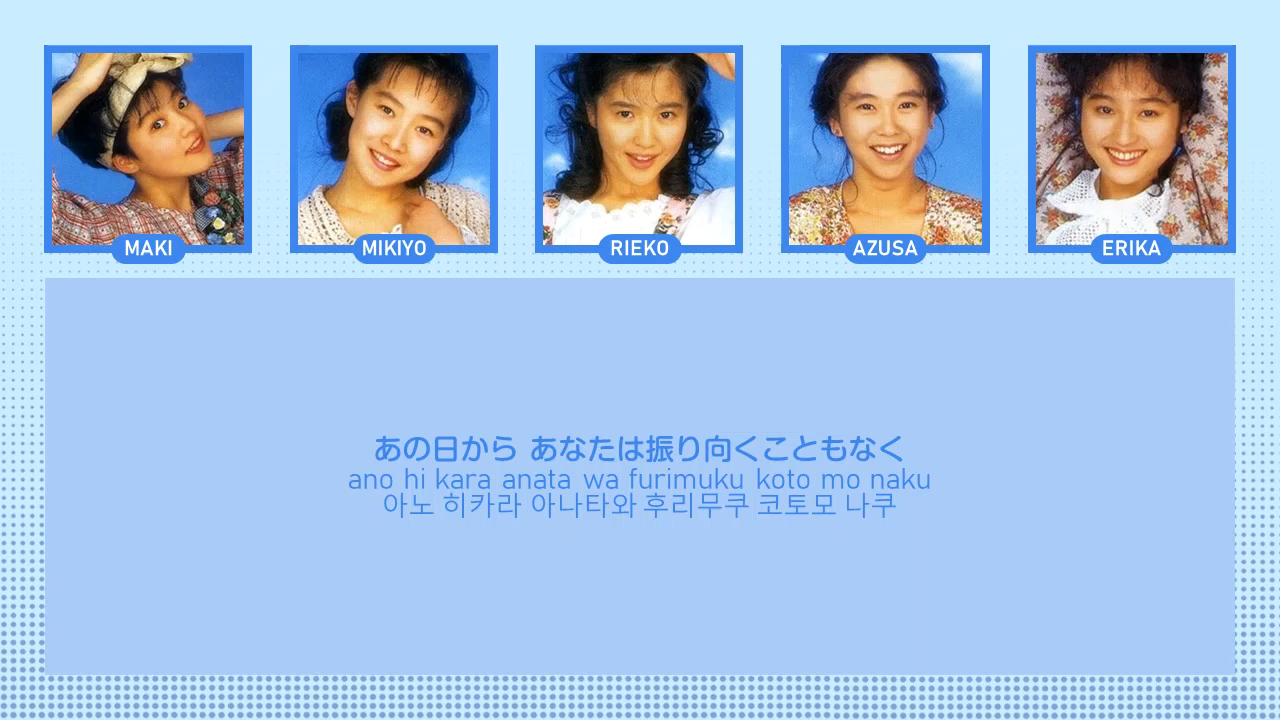 MAKI
MIKIYO
RIEKO
AZUSA
ERIKA
あの日から あなたは振り向くこともなく
ano hi kara anata wa furimuku koto mo naku
아노 히카라 아나타와 후리무쿠 코토모 나쿠